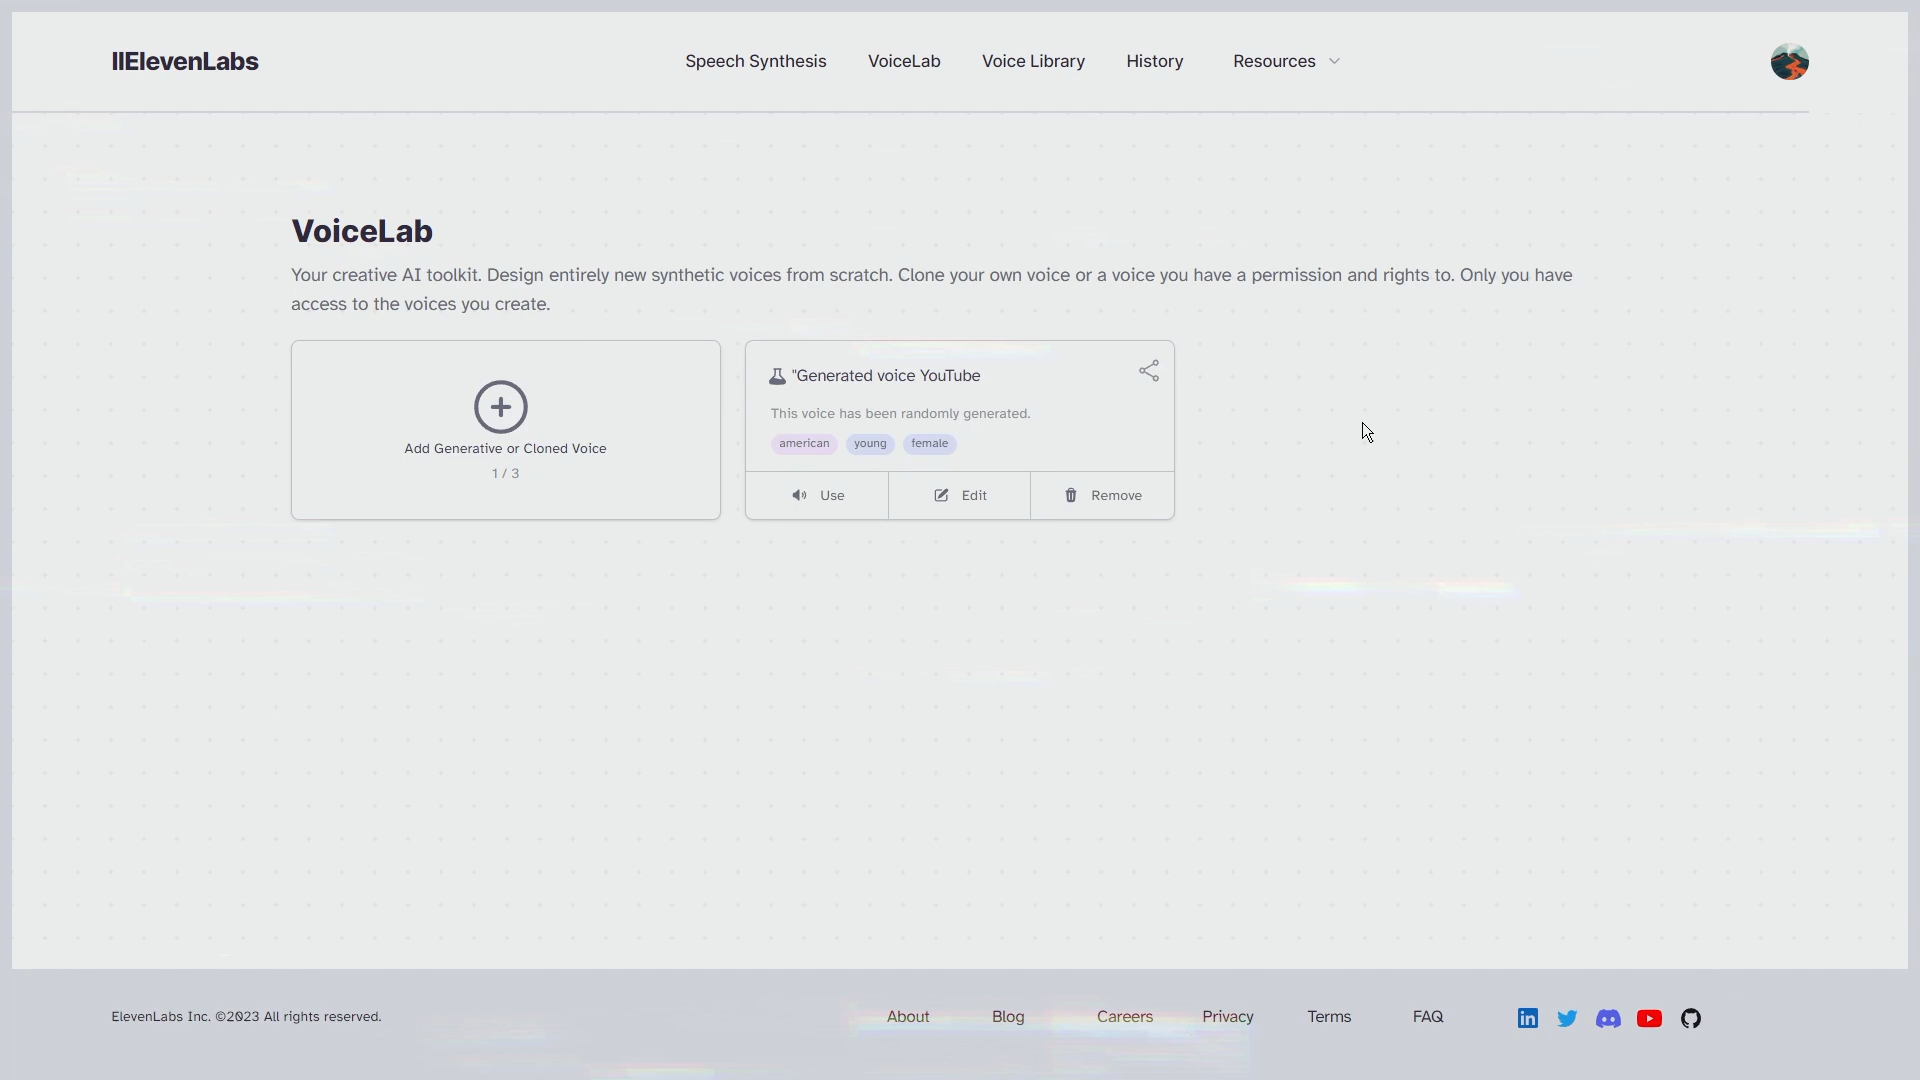 IIElevenLabs
Speech Synthesis VoiceLab Voice Library History Resources
VoiceLab
Your creative AI toolkit. Design entirely new synthetic voices from scratch. Clone your own voice or a voice you have a permission and rights to. Only you have
access to the voices you create.
Add Generative or Cloned Voice
1 / 3
"Generated voice YouTube
This voice has been randomly generated.
american young female
Use Edit Remove
ElevenLabs Inc. ©2023 All rights reserved.
About Blog Careers Privacy Terms FAQ